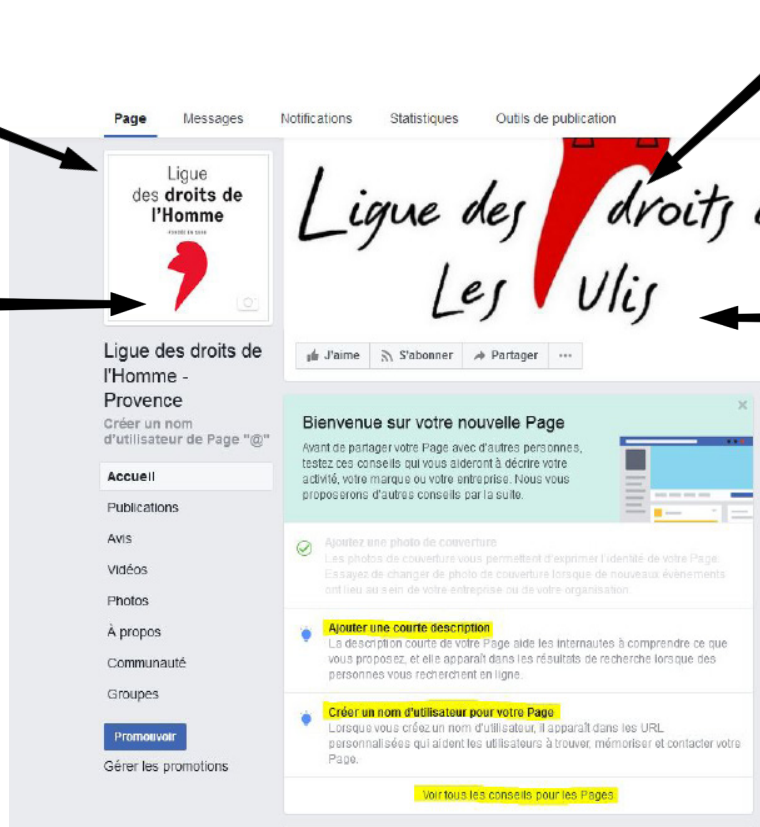 Page Messages Notifications Statistiques Outils de publication
Ligue
des droits de
l'Homme
Ligue des droits
Les Ulis
Ligue des droits de
l'Homme -
Provence
Créer un nom
d'utilisateur de Page "@"
J'aime S'abonner Partager ...
Accueil
Publications
Avis
Vidéos
Photos
À propos
Communauté
Groupes
Promouvoir
Gérer les promotions
Bienvenue sur votre nouvelle Page
Avant de partager votre Page avec d'autres personnes,
testez ces conseils qui vous aideront à décrire votre
activité, votre marque ou votre entreprise. Nous vous
proposerons d'autres conseils par la suite.
Ajoutez une photo de couverture
Les photos de couverture vous permettent d'exprimer l'identité de votre Page.
Essayez de changer de photo de couverture lorsque de nouveaux évènements
ont lieu au sein de votre entreprise ou de votre organisation.
Ajouter une courte description
La description courte de votre Page aide les internautes à comprendre ce que
vous proposez, et elle apparaît dans les résultats de recherche lorsque des
personnes vous recherchent en ligne.
Créer un nom d'utilisateur pour votre Page
Lorsque vous créez un nom d'utilisateur, il apparaît dans les URL
personnalisées qui aident les utilisateurs à trouver, mémoriser et contacter votre
Page.
Voir tous les conseils pour les Pages